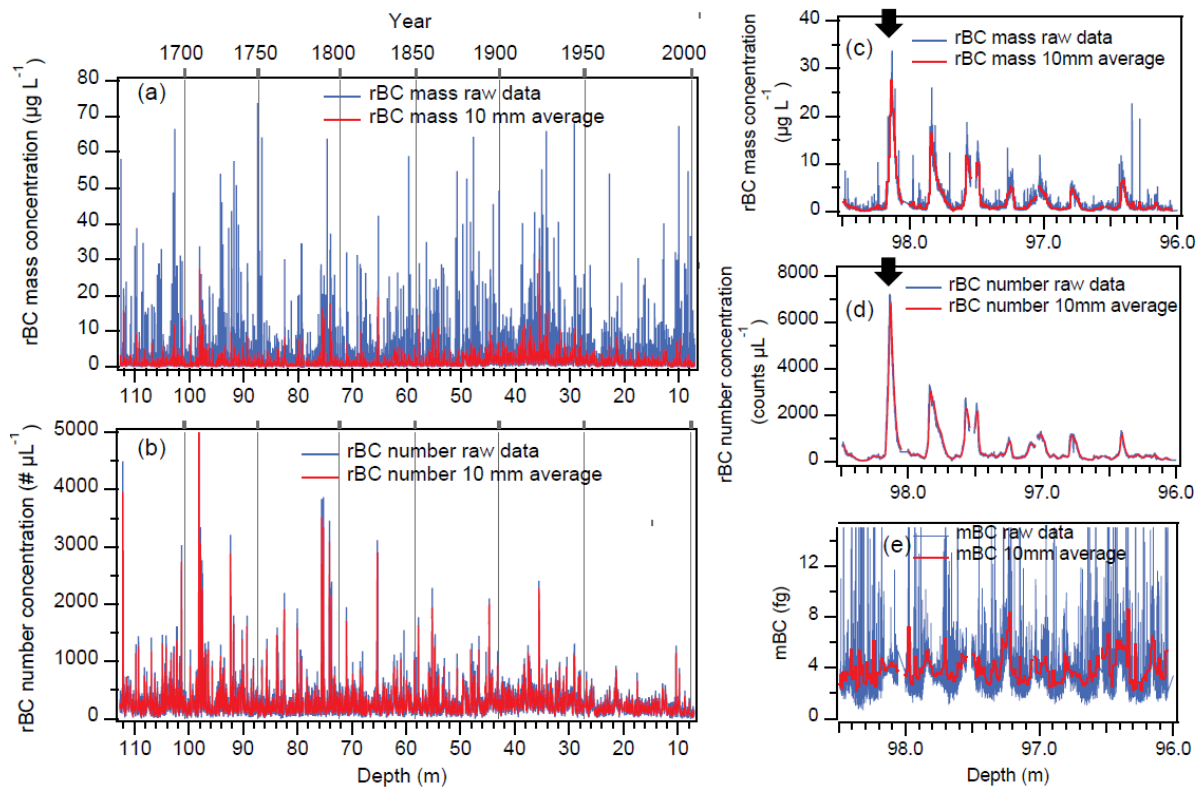 Year
1700 1750 1800 1850 1900 1950 2000
(a)
rBC mass raw data
rBC mass 10 mm average
rBC mass concentration (µg L⁻¹)
80
70
60
50
40
30
20
10
0
110 100 90 80 70 60 50 40 30 20 10
(b)
rBC number raw data
rBC number 10 mm average
rBC number concentration (# µL⁻¹)
5000
4000
3000
2000
1000
0
110 100 90 80 70 60 50 40 30 20 10
Depth (m)
(c)
rBC mass raw data
rBC mass 10mm average
rBC mass concentration
(µg L⁻¹)
40
30
20
10
0
98.0 97.0 96.0
(d)
rBC number raw data
rBC number 10mm average
rBC number concentration
(counts µL⁻¹)
8000
6000
4000
2000
0
98.0 97.0 96.0
(e)
mBC raw data
mBC 10mm average
mBC (fg)
12
8
4
0
98.0 97.0 96.0
Depth (m)